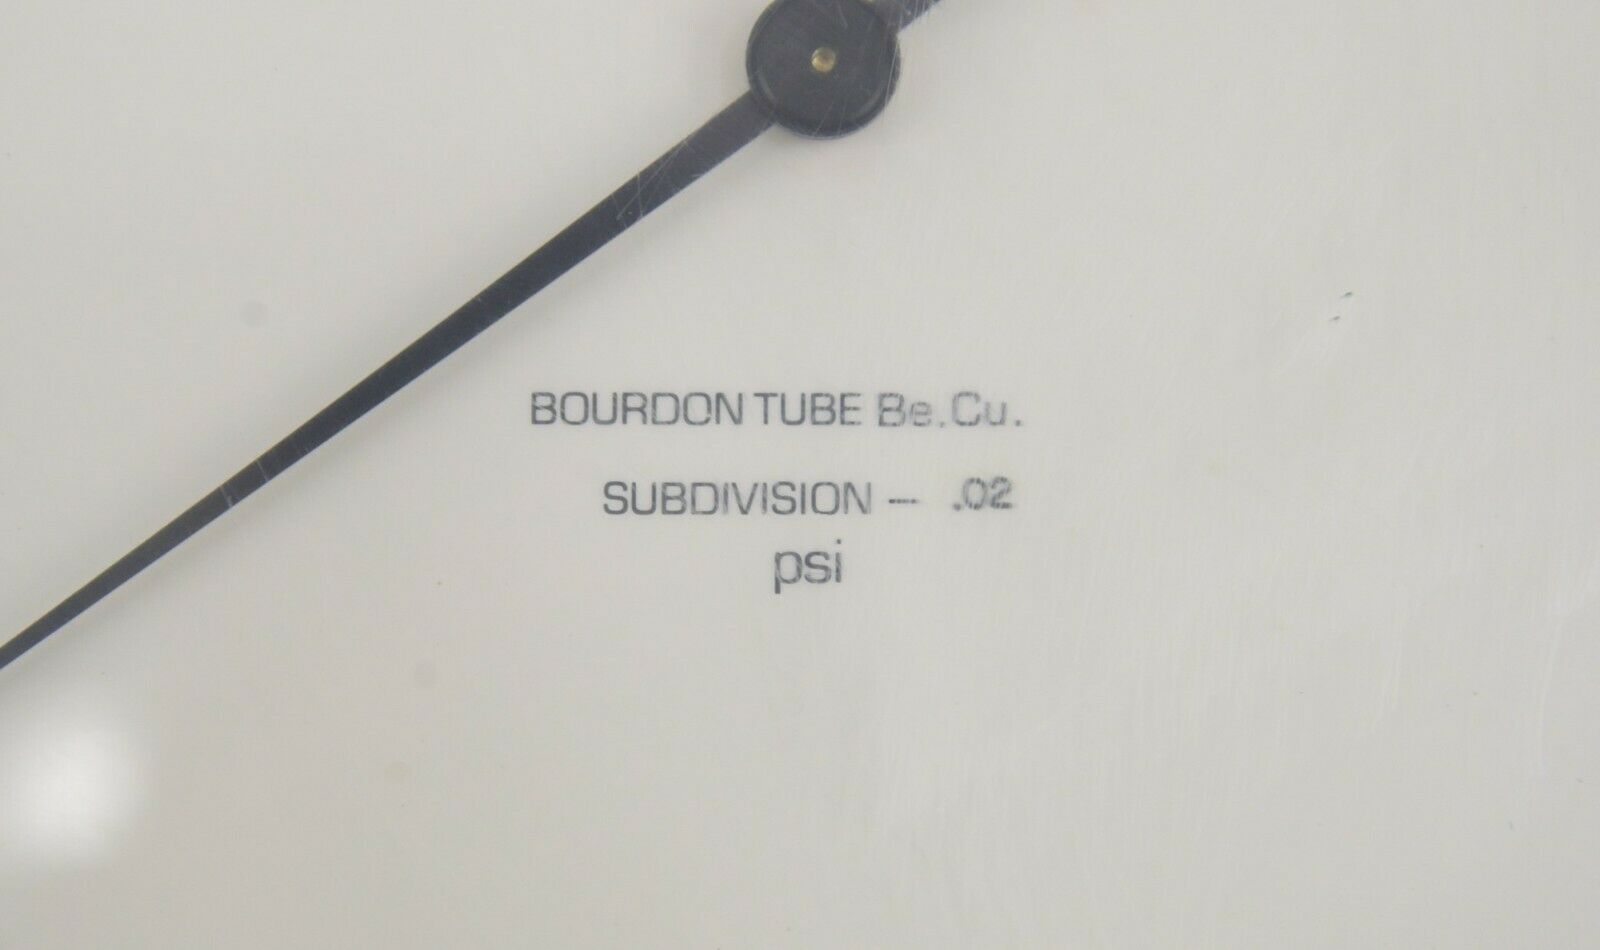 BOURDON TUBE Be.Cu.
SUBDIVISION — .02
psi